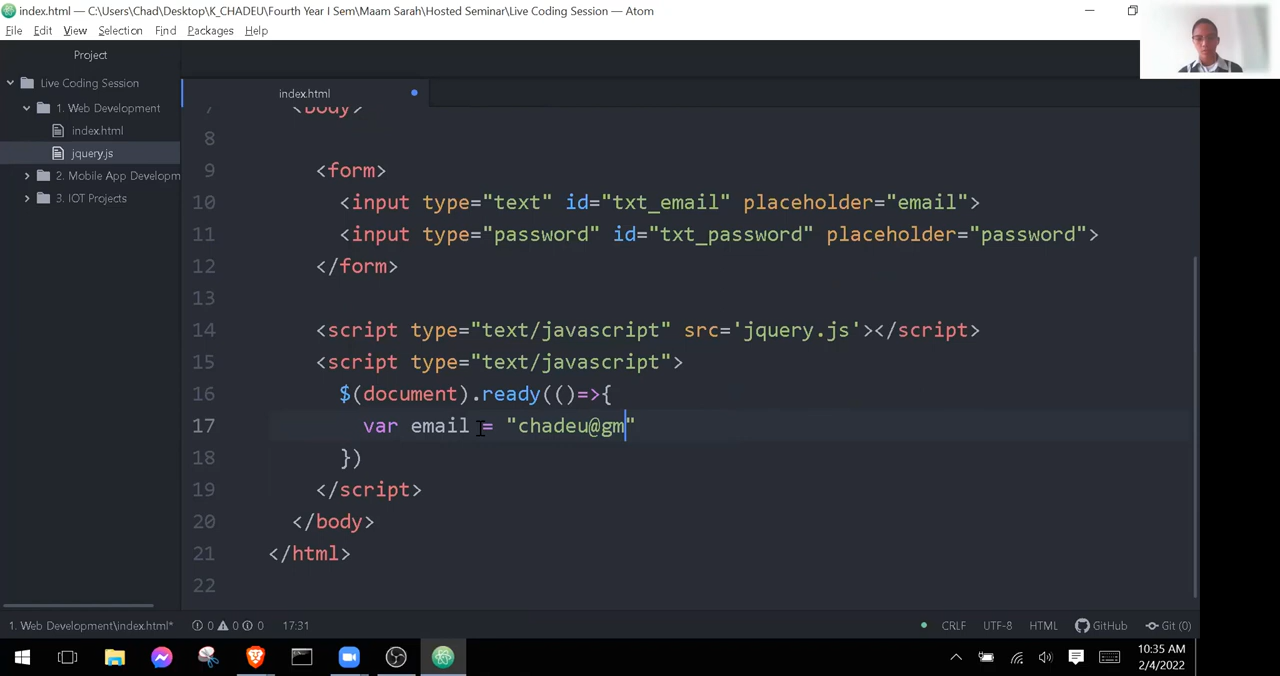 index.html — C:\Users\Chad\Desktop\K_CHADEU\Fourth Year I Sem\Maam Sarah\Hosted Seminar\Live Coding Session — Atom
File Edit View Selection Find Packages Help
Project
Live Coding Session
1. Web Development
index.html
jquery.js
2. Mobile App Developm
3. IOT Projects
index.html
7 <body>
8
9 <form>
10 <input type="text" id="txt_email" placeholder="email">
11 <input type="password" id="txt_password" placeholder="password">
12 </form>
13
14 <script type="text/javascript" src='jquery.js'></script>
15 <script type="text/javascript">
16 $(document).ready(()=>{
17 var email = "chadeu@gm"
18 })
19 </script>
20 </body>
21 </html>
22
1. Web Development\index.html* 0 0 0 17:31 CRLF UTF-8 HTML GitHub Git (0)
10:35 AM
2/4/2022